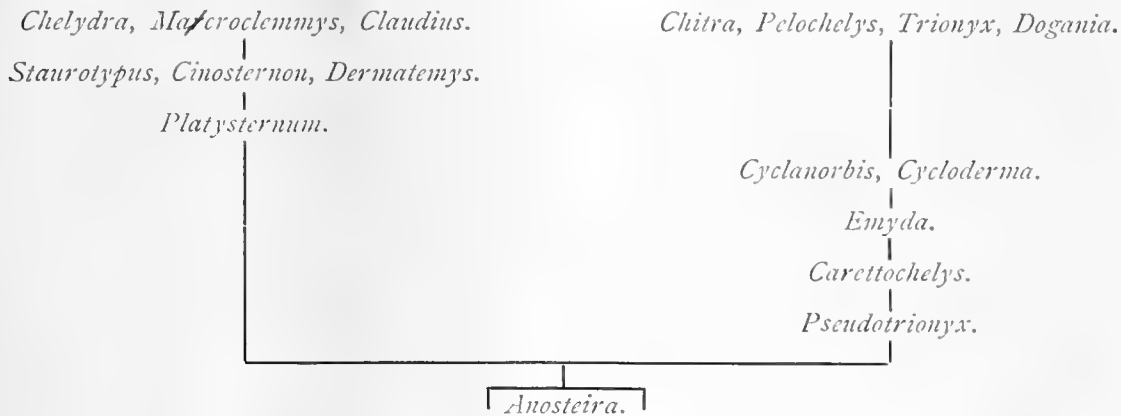 Chelydra, Macroclemmys, Claudius.
Chitra, Pelochelys, Trionyx, Dogania.
Staurotypus, Cinosternon, Dermatemys.
Platysternum.
Cyclanorbis, Cycloderma.
Emyda.
Carettochelys.
Pseudotrionyx.
Anosteira.